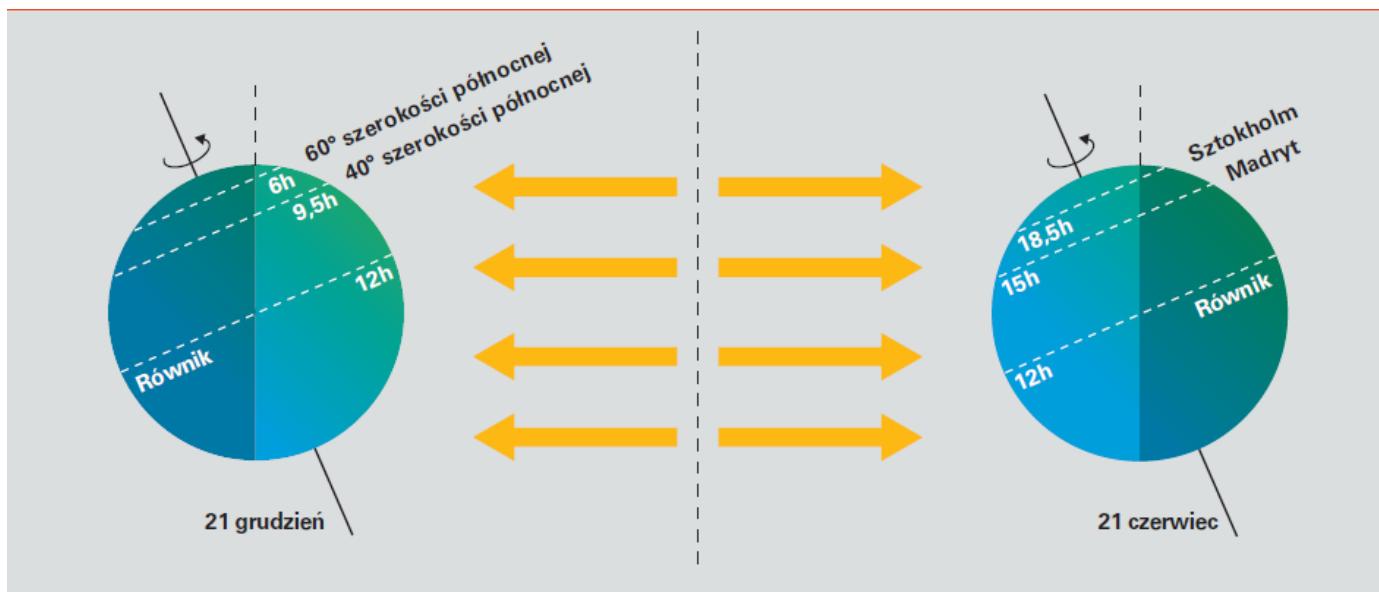 60° szerokości północnej
40° szerokości północnej
6h
9,5h
12h
Równik
21 grudzień
Sztokholm
Madryt
18,5h
15h
Równik
12h
21 czerwiec